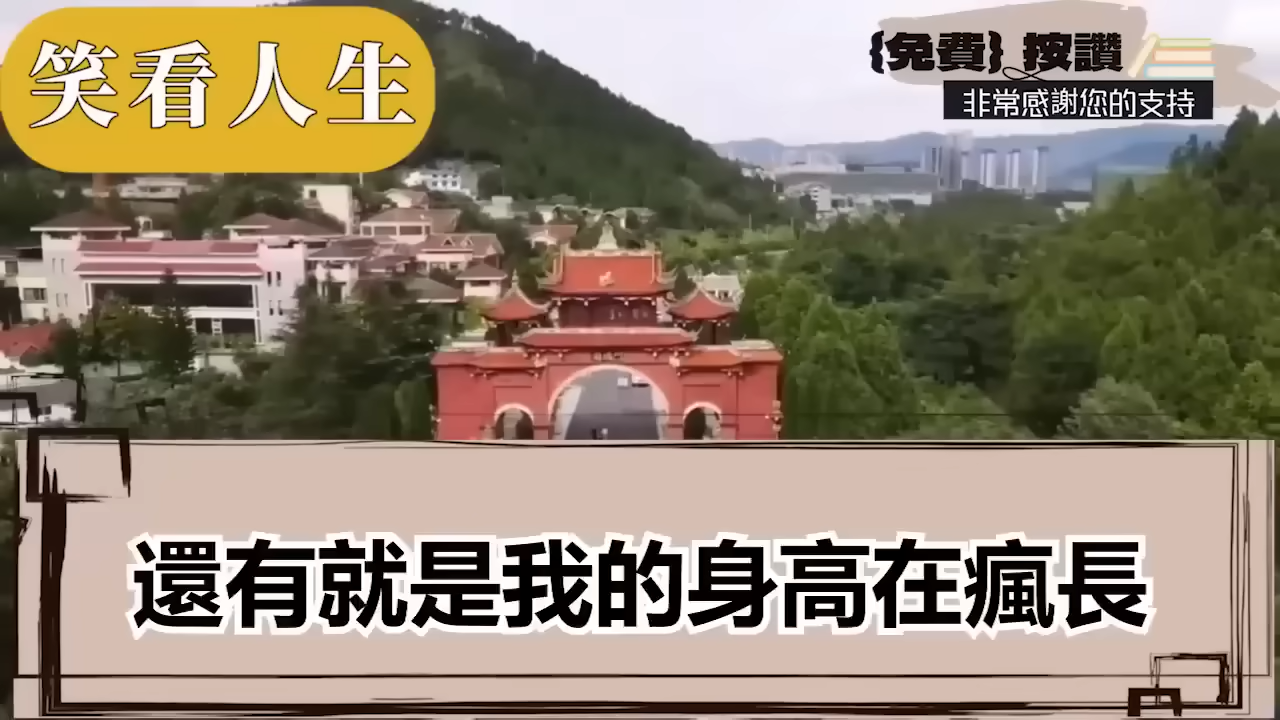 笑看人生
{免費} 按讚
非常感謝您的支持
還有就是我的身高在瘋長